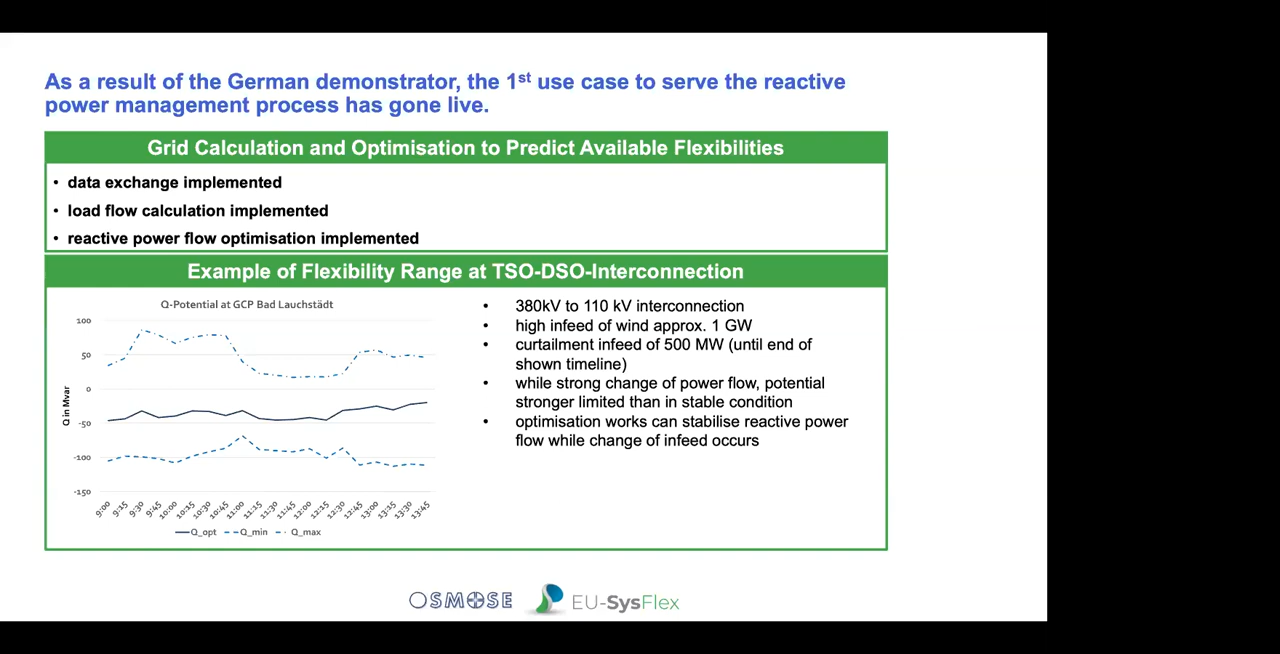 As a result of the German demonstrator, the 1st use case to serve the reactive
power management process has gone live.
Grid Calculation and Optimisation to Predict Available Flexibilities
• data exchange implemented
• load flow calculation implemented
• reactive power flow optimisation implemented
Example of Flexibility Range at TSO-DSO-Interconnection
Q-Potential at GCP Bad Lauchstädt
100
50
0
-50
-100
-150
Q in Mvar
9:00 9:15 9:30 9:45 10:00 10:15 10:30 10:45 11:00 11:15 11:30 11:45 12:00 12:15 12:30 12:45 13:00 13:15 13:30 13:45
Q_opt Q_min Q_max
• 380kV to 110 kV interconnection
• high infeed of wind approx. 1 GW
• curtailment infeed of 500 MW (until end of
shown timeline)
• while strong change of power flow, potential
stronger limited than in stable condition
• optimisation works can stabilise reactive power
flow while change of infeed occurs
OSMOSE
EU-SysFlex